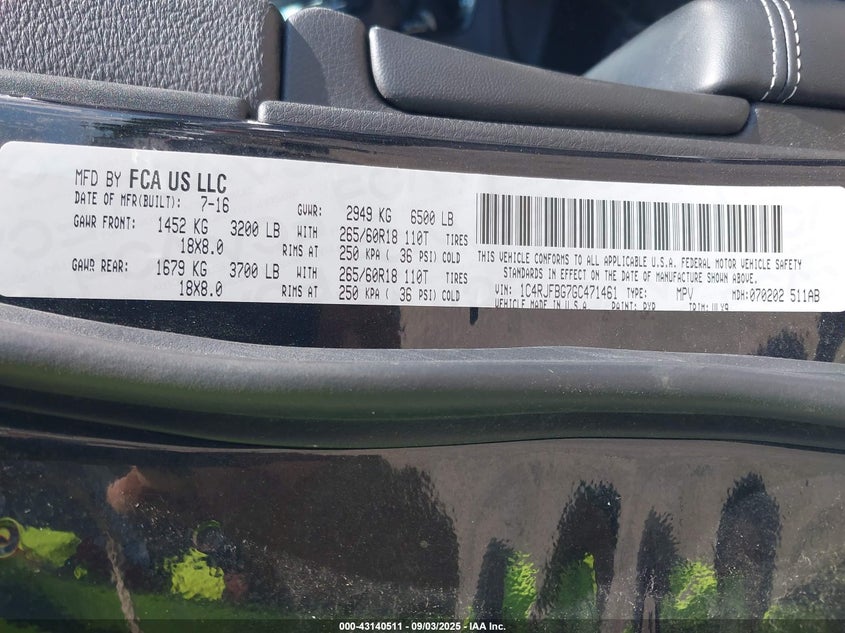 MFD BY FCA US LLC
DATE OF MFR(BUILT): 7-16 GVWR: 2949 KG 6500 LB
GAWR FRONT: 1452 KG 3200 LB WITH 265/60R18 110T TIRES
18X8.0 RIMS AT 250 KPA ( 36 PSI) COLD
GAWR REAR: 1679 KG 3700 LB WITH 265/60R18 110T TIRES
18X8.0 RIMS AT 250 KPA ( 36 PSI) COLD
THIS VEHICLE CONFORMS TO ALL APPLICABLE U.S.A. FEDERAL MOTOR VEHICLE SAFETY
STANDARDS IN EFFECT ON THE DATE OF MANUFACTURE SHOWN ABOVE.
VIN: 1C4RJFBG7GC471461 TYPE: MPV MDH: 070202 511AB
VEHICLE MADE IN U.S.A. PAINT: TRIM:
000-43140511 - 09/03/2025 - IAA Inc.